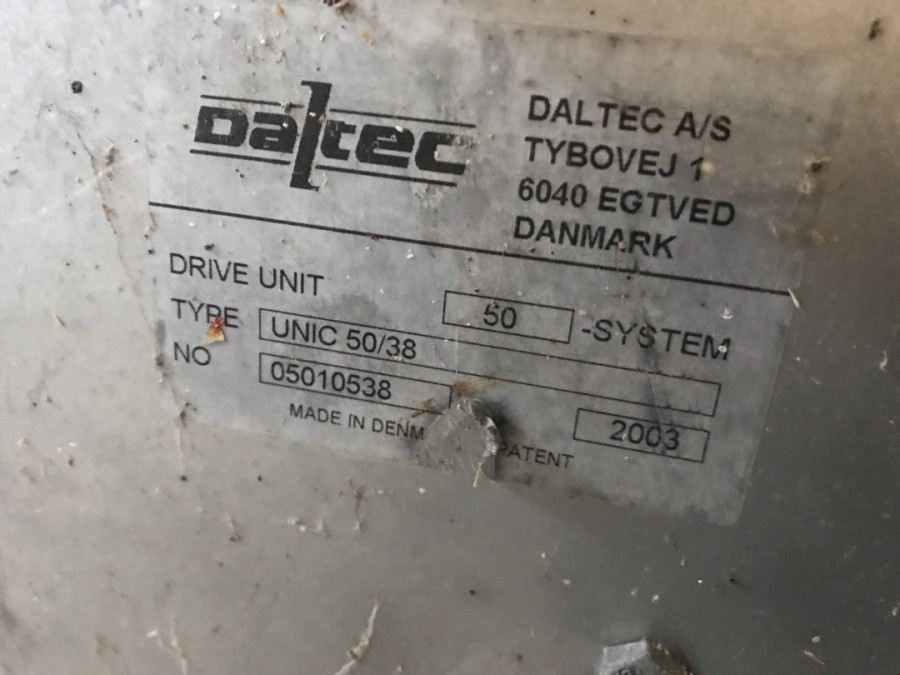 Daltec
DALTEC A/S
TYBOVEJ 1
6040 EGTVED
DANMARK
DRIVE UNIT
50 -SYSTEM
TYPE UNIC 50/38
NO 05010538
2003
MADE IN DENM PATENT